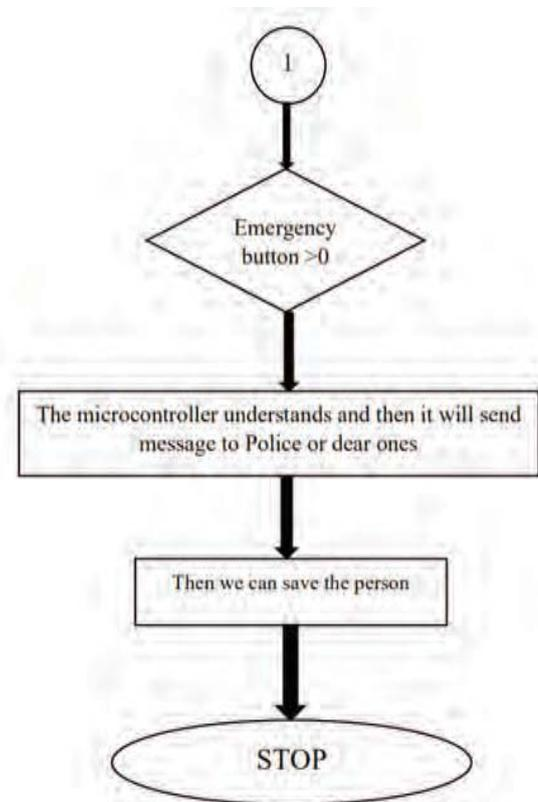 1
Emergency
button >0
The microcontroller understands and then it will send
message to Police or dear ones
Then we can save the person
STOP